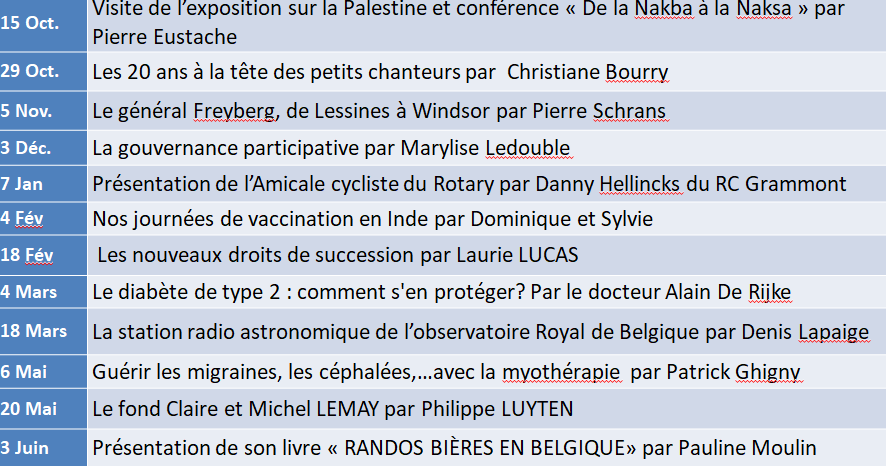 15 Oct. Visite de l’exposition sur la Palestine et conférence « De la Nakba à la Naksa » par
Pierre Eustache
29 Oct. Les 20 ans à la tête des petits chanteurs par Christiane Bourry
5 Nov. Le général Freyberg, de Lessines à Windsor par Pierre Schrans
3 Déc. La gouvernance participative par Marylise Ledouble
7 Jan Présentation de l’Amicale cycliste du Rotary par Danny Hellincks du RC Grammont
4 Fév Nos journées de vaccination en Inde par Dominique et Sylvie
18 Fév Les nouveaux droits de succession par Laurie LUCAS
4 Mars Le diabète de type 2 : comment s'en protéger? Par le docteur Alain De Rijke
18 Mars La station radio astronomique de l’observatoire Royal de Belgique par Denis Lapaige
6 Mai Guérir les migraines, les céphalées,…avec la myothérapie par Patrick Ghigny
20 Mai Le fond Claire et Michel LEMAY par Philippe LUYTEN
3 Juin Présentation de son livre « RANDOS BIÈRES EN BELGIQUE» par Pauline Moulin